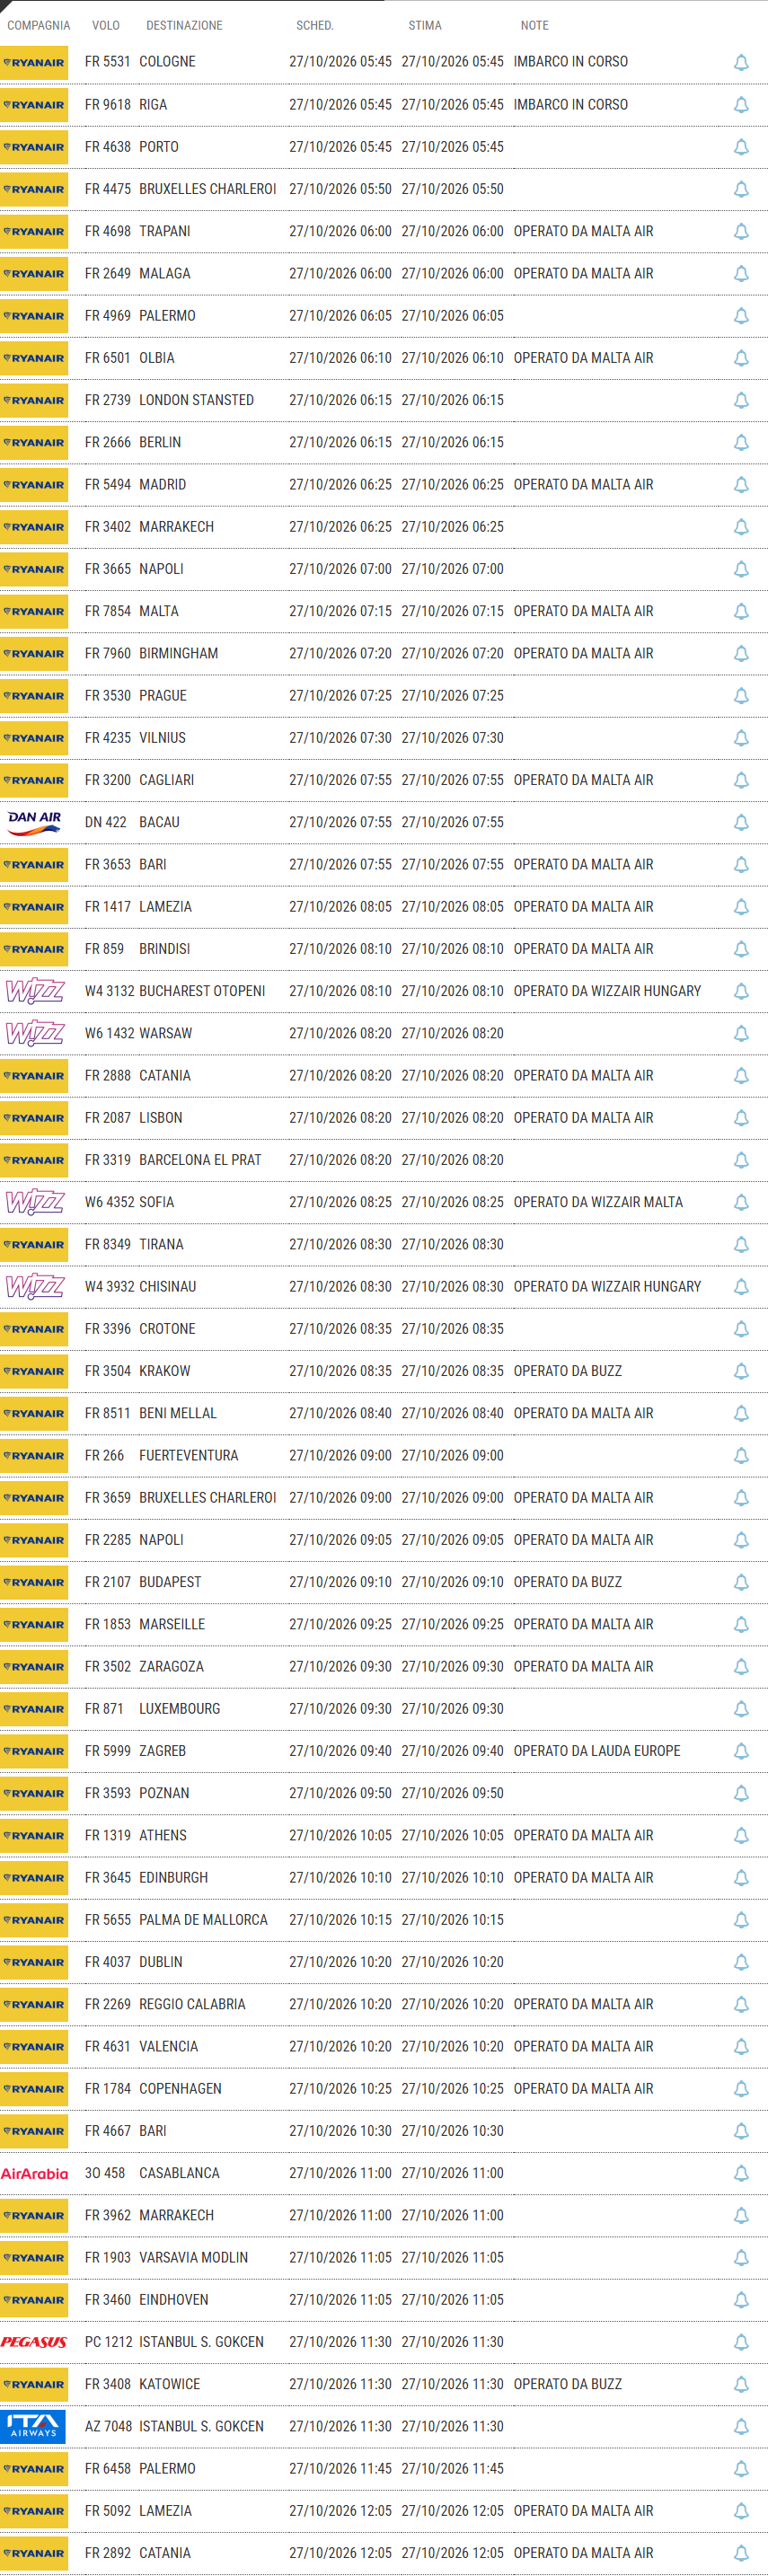 COMPAGNIA VOLO DESTINAZIONE SCHED. STIMA NOTE
RYANAIR FR 5531 COLOGNE 27/10/2026 05:45 27/10/2026 05:45 IMBARCO IN CORSO
RYANAIR FR 9618 RIGA 27/10/2026 05:45 27/10/2026 05:45 IMBARCO IN CORSO
RYANAIR FR 4638 PORTO 27/10/2026 05:45 27/10/2026 05:45
RYANAIR FR 4475 BRUXELLES CHARLEROI 27/10/2026 05:50 27/10/2026 05:50
RYANAIR FR 4698 TRAPANI 27/10/2026 06:00 27/10/2026 06:00 OPERATO DA MALTA AIR
RYANAIR FR 2649 MALAGA 27/10/2026 06:00 27/10/2026 06:00 OPERATO DA MALTA AIR
RYANAIR FR 4969 PALERMO 27/10/2026 06:05 27/10/2026 06:05
RYANAIR FR 6501 OLBIA 27/10/2026 06:10 27/10/2026 06:10 OPERATO DA MALTA AIR
RYANAIR FR 2739 LONDON STANSTED 27/10/2026 06:15 27/10/2026 06:15
RYANAIR FR 2666 BERLIN 27/10/2026 06:15 27/10/2026 06:15
RYANAIR FR 5494 MADRID 27/10/2026 06:25 27/10/2026 06:25 OPERATO DA MALTA AIR
RYANAIR FR 3402 MARRAKECH 27/10/2026 06:25 27/10/2026 06:25
RYANAIR FR 3665 NAPOLI 27/10/2026 07:00 27/10/2026 07:00
RYANAIR FR 7854 MALTA 27/10/2026 07:15 27/10/2026 07:15 OPERATO DA MALTA AIR
RYANAIR FR 7960 BIRMINGHAM 27/10/2026 07:20 27/10/2026 07:20 OPERATO DA MALTA AIR
RYANAIR FR 3530 PRAGUE 27/10/2026 07:25 27/10/2026 07:25
RYANAIR FR 4235 VILNIUS 27/10/2026 07:30 27/10/2026 07:30
RYANAIR FR 3200 CAGLIARI 27/10/2026 07:55 27/10/2026 07:55 OPERATO DA MALTA AIR
DAN AIR DN 422 BACAU 27/10/2026 07:55 27/10/2026 07:55
RYANAIR FR 3653 BARI 27/10/2026 07:55 27/10/2026 07:55 OPERATO DA MALTA AIR
RYANAIR FR 1417 LAMEZIA 27/10/2026 08:05 27/10/2026 08:05 OPERATO DA MALTA AIR
RYANAIR FR 859 BRINDISI 27/10/2026 08:10 27/10/2026 08:10 OPERATO DA MALTA AIR
WIZZ W4 3132 BUCHAREST OTOPENI 27/10/2026 08:10 27/10/2026 08:10 OPERATO DA WIZZAIR HUNGARY
WIZZ W6 1432 WARSAW 27/10/2026 08:20 27/10/2026 08:20
RYANAIR FR 2888 CATANIA 27/10/2026 08:20 27/10/2026 08:20 OPERATO DA MALTA AIR
RYANAIR FR 2087 LISBON 27/10/2026 08:20 27/10/2026 08:20 OPERATO DA MALTA AIR
RYANAIR FR 3319 BARCELONA EL PRAT 27/10/2026 08:20 27/10/2026 08:20
WIZZ W6 4352 SOFIA 27/10/2026 08:25 27/10/2026 08:25 OPERATO DA WIZZAIR MALTA
RYANAIR FR 8349 TIRANA 27/10/2026 08:30 27/10/2026 08:30
WIZZ W4 3932 CHISINAU 27/10/2026 08:30 27/10/2026 08:30 OPERATO DA WIZZAIR HUNGARY
RYANAIR FR 3396 CROTONE 27/10/2026 08:35 27/10/2026 08:35
RYANAIR FR 3504 KRAKOW 27/10/2026 08:35 27/10/2026 08:35 OPERATO DA BUZZ
RYANAIR FR 8511 BENI MELLAL 27/10/2026 08:40 27/10/2026 08:40 OPERATO DA MALTA AIR
RYANAIR FR 266 FUERTEVENTURA 27/10/2026 09:00 27/10/2026 09:00
RYANAIR FR 3659 BRUXELLES CHARLEROI 27/10/2026 09:00 27/10/2026 09:00 OPERATO DA MALTA AIR
RYANAIR FR 2285 NAPOLI 27/10/2026 09:05 27/10/2026 09:05 OPERATO DA MALTA AIR
RYANAIR FR 2107 BUDAPEST 27/10/2026 09:10 27/10/2026 09:10 OPERATO DA BUZZ
RYANAIR FR 1853 MARSEILLE 27/10/2026 09:25 27/10/2026 09:25 OPERATO DA MALTA AIR
RYANAIR FR 3502 ZARAGOZA 27/10/2026 09:30 27/10/2026 09:30 OPERATO DA MALTA AIR
RYANAIR FR 871 LUXEMBOURG 27/10/2026 09:30 27/10/2026 09:30
RYANAIR FR 5999 ZAGREB 27/10/2026 09:40 27/10/2026 09:40 OPERATO DA LAUDA EUROPE
RYANAIR FR 3593 POZNAN 27/10/2026 09:50 27/10/2026 09:50
RYANAIR FR 1319 ATHENS 27/10/2026 10:05 27/10/2026 10:05 OPERATO DA MALTA AIR
RYANAIR FR 3645 EDINBURGH 27/10/2026 10:10 27/10/2026 10:10 OPERATO DA MALTA AIR
RYANAIR FR 5655 PALMA DE MALLORCA 27/10/2026 10:15 27/10/2026 10:15
RYANAIR FR 4037 DUBLIN 27/10/2026 10:20 27/10/2026 10:20
RYANAIR FR 2269 REGGIO CALABRIA 27/10/2026 10:20 27/10/2026 10:20 OPERATO DA MALTA AIR
RYANAIR FR 4631 VALENCIA 27/10/2026 10:20 27/10/2026 10:20 OPERATO DA MALTA AIR
RYANAIR FR 1784 COPENHAGEN 27/10/2026 10:25 27/10/2026 10:25 OPERATO DA MALTA AIR
RYANAIR FR 4667 BARI 27/10/2026 10:30 27/10/2026 10:30
AirArabia 3O 458 CASABLANCA 27/10/2026 11:00 27/10/2026 11:00
RYANAIR FR 3962 MARRAKECH 27/10/2026 11:00 27/10/2026 11:00
RYANAIR FR 1903 VARSAVIA MODLIN 27/10/2026 11:05 27/10/2026 11:05
RYANAIR FR 3460 EINDHOVEN 27/10/2026 11:05 27/10/2026 11:05
PEGASUS PC 1212 ISTANBUL S. GOKCEN 27/10/2026 11:30 27/10/2026 11:30
RYANAIR FR 3408 KATOWICE 27/10/2026 11:30 27/10/2026 11:30 OPERATO DA BUZZ
ITA AIRWAYS AZ 7048 ISTANBUL S. GOKCEN 27/10/2026 11:30 27/10/2026 11:30
RYANAIR FR 6458 PALERMO 27/10/2026 11:45 27/10/2026 11:45
RYANAIR FR 5092 LAMEZIA 27/10/2026 12:05 27/10/2026 12:05 OPERATO DA MALTA AIR
RYANAIR FR 2892 CATANIA 27/10/2026 12:05 27/10/2026 12:05 OPERATO DA MALTA AIR